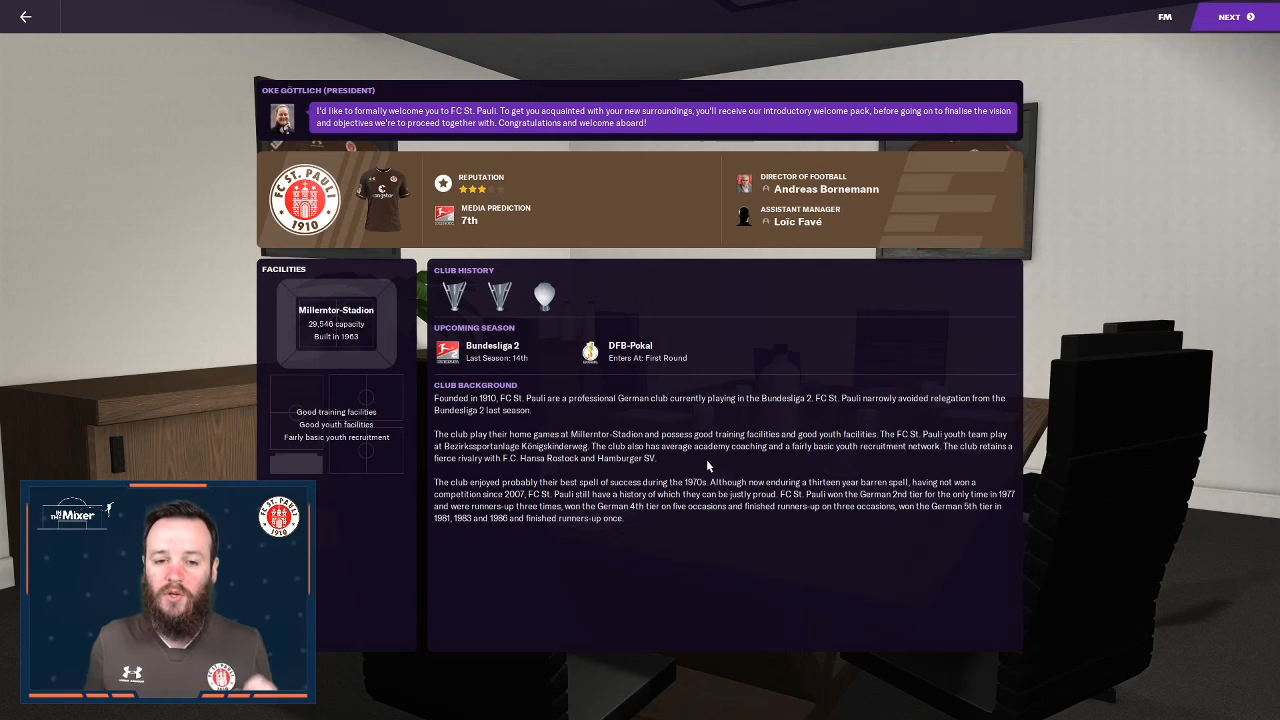 FM
NEXT
OKE GÖTTLICH (PRESIDENT)
I'd like to formally welcome you to FC St. Pauli. To get you acquainted with your new surroundings, you'll receive our introductory welcome pack, before going on to finalise the vision
and objectives we're to proceed together with. Congratulations and welcome aboard!
FC ST. PAULI
1910
REPUTATION
MEDIA PREDICTION
7th
DIRECTOR OF FOOTBALL
Andreas Bornemann
ASSISTANT MANAGER
Loïc Favé
FACILITIES
Millerntor-Stadion
29,546 capacity
Built in 1963
Good training facilities
Good youth facilities
Fairly basic youth recruitment
CLUB HISTORY
UPCOMING SEASON
Bundesliga 2
Last Season: 14th
DFB-Pokal
Enters At: First Round
CLUB BACKGROUND
Founded in 1910, FC St. Pauli are a professional German club currently playing in the Bundesliga 2. FC St. Pauli narrowly avoided relegation from the
Bundesliga 2 last season.
The club play their home games at Millerntor-Stadion and possess good training facilities and good youth facilities. The FC St. Pauli youth team play
at Bezirkssportanlage Königskinderweg. The club also has average academy coaching and a fairly basic youth recruitment network. The club retains a
fierce rivalry with F.C. Hansa Rostock and Hamburger SV.
The club enjoyed probably their best spell of success during the 1970s. Although now enduring a thirteen year barren spell, having not won a
competition since 2007, FC St. Pauli still have a history of which they can be justly proud. FC St. Pauli won the German 2nd tier for the only time in 1977
and were runners-up three times, won the German 4th tier on five occasions and finished runners-up on three occasions, won the German 5th tier in
1981, 1983 and 1986 and finished runners-up once.
IN THE Mixer
FC ST. PAULI
1910